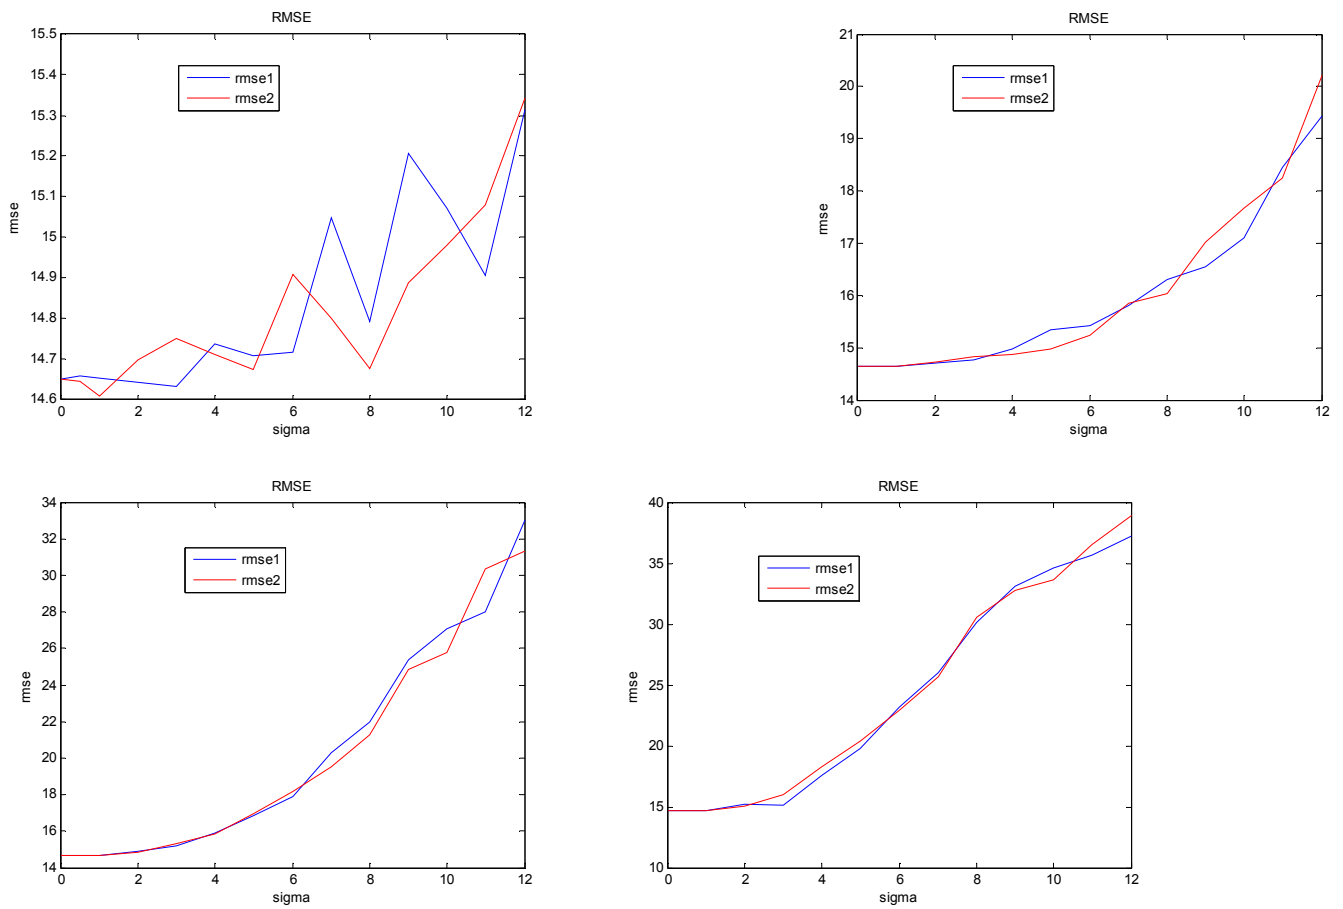 RMSE
15.5
15.4
15.3
15.2
15.1
15
14.9
14.8
14.7
14.6
rmse
rmse1
rmse2
0 2 4 6 8 10 12
sigma
RMSE
21
20
19
18
17
16
15
14
rmse
rmse1
rmse2
0 2 4 6 8 10 12
sigma
RMSE
34
32
30
28
26
24
22
20
18
16
14
rmse
rmse1
rmse2
0 2 4 6 8 10 12
sigma
RMSE
40
35
30
25
20
15
10
rmse
rmse1
rmse2
0 2 4 6 8 10 12
sigma